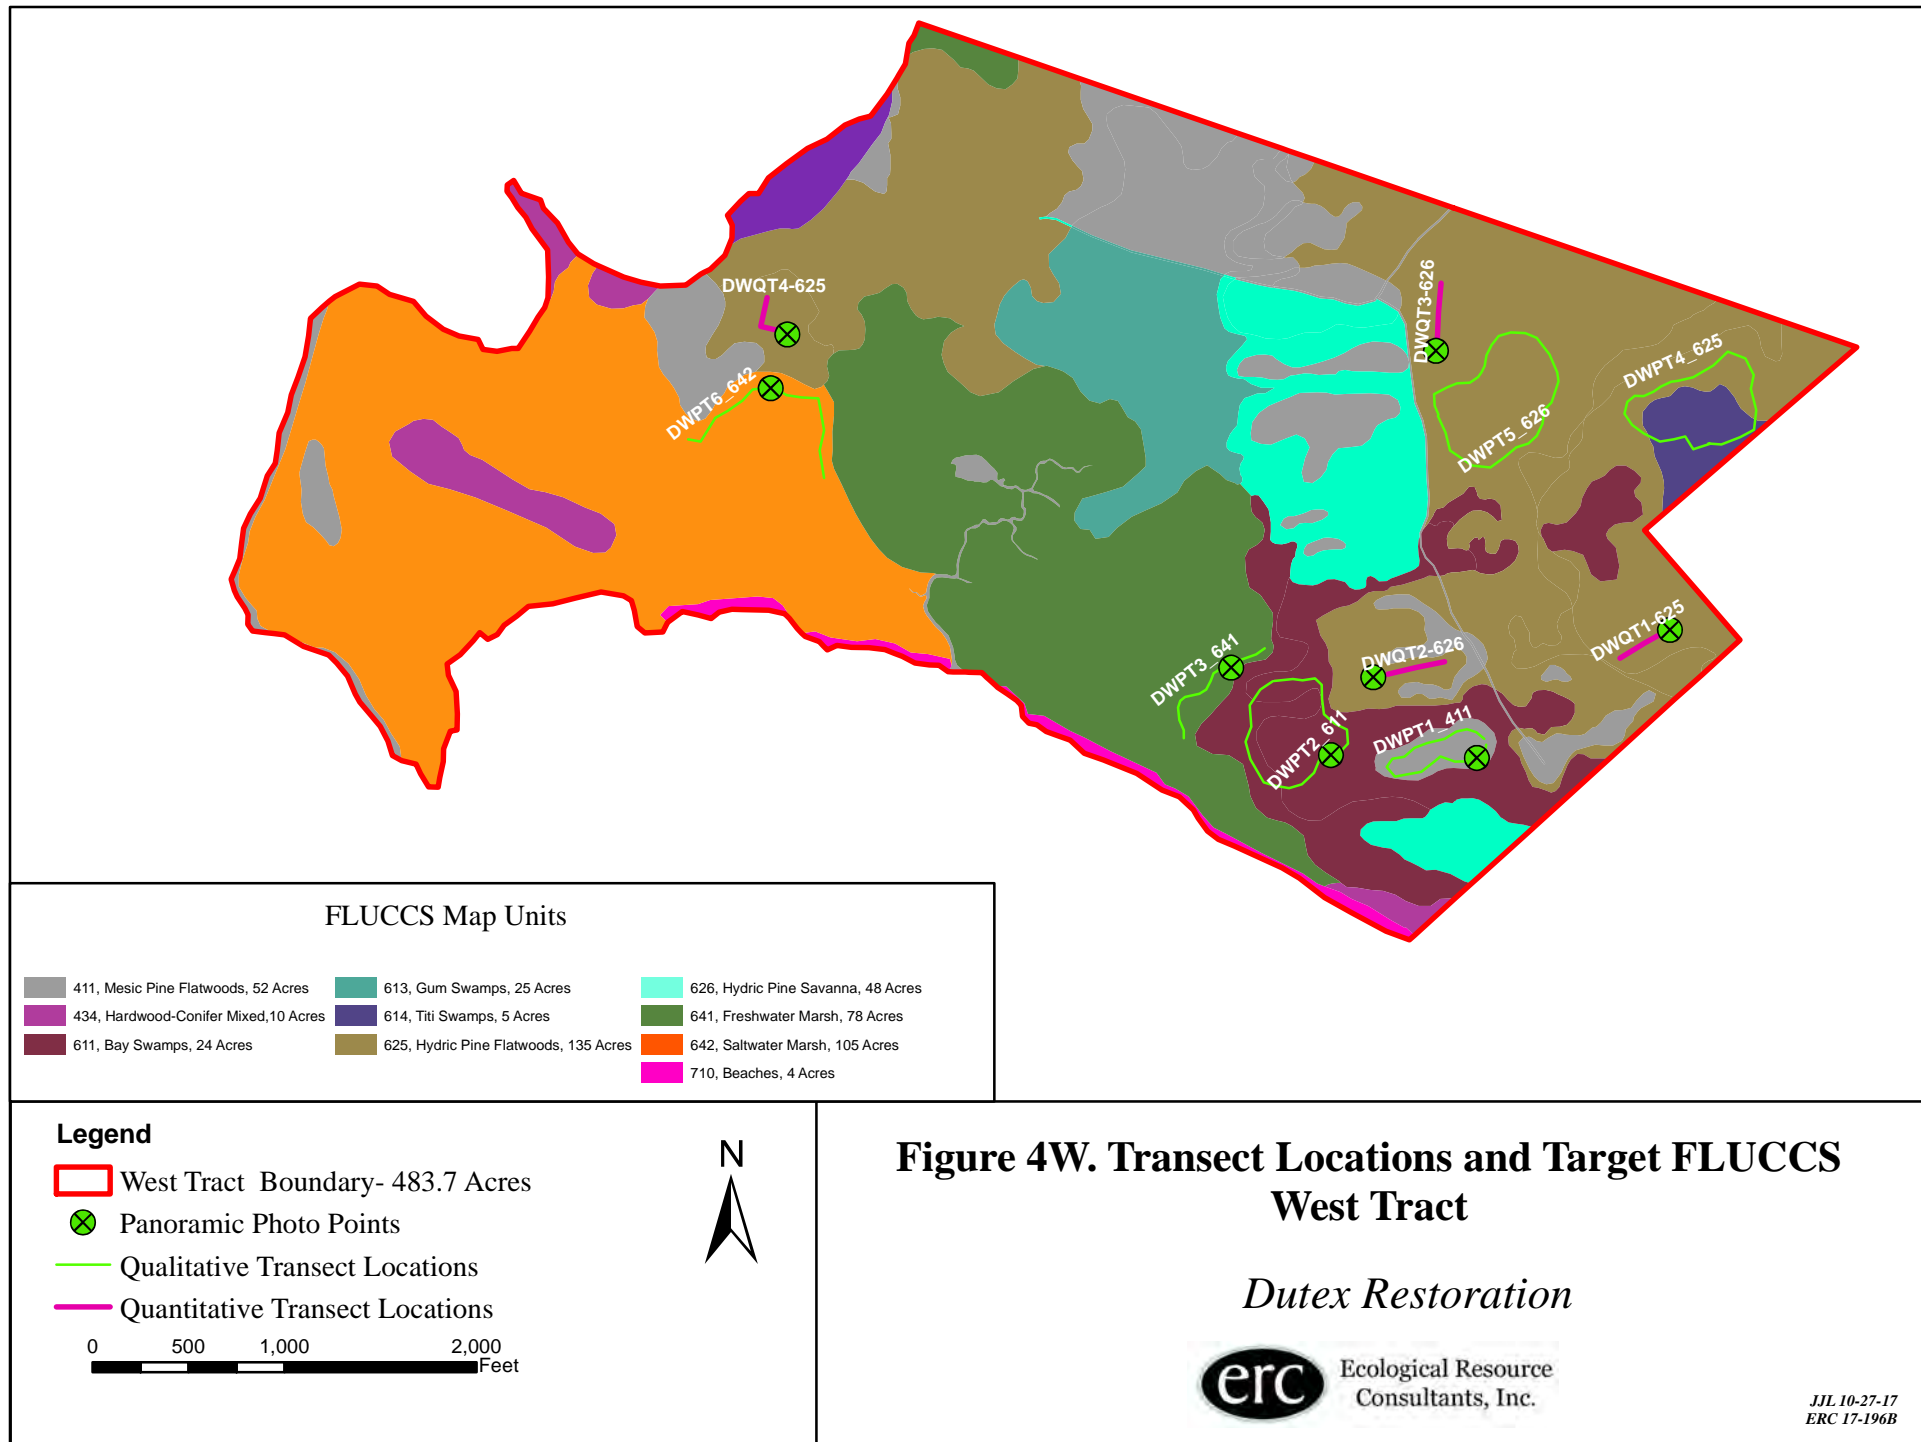 DWQT4-625
DWPT6_642
DWQT3-626
DWPT4_625
DWPT5_626
DWQT1-625
DWPT3_641
DWQT2-626
DWPT2_611
DWPT1_411
FLUCCS Map Units
411, Mesic Pine Flatwoods, 52 Acres
434, Hardwood-Conifer Mixed,10 Acres
611, Bay Swamps, 24 Acres
613, Gum Swamps, 25 Acres
614, Titi Swamps, 5 Acres
625, Hydric Pine Flatwoods, 135 Acres
626, Hydric Pine Savanna, 48 Acres
641, Freshwater Marsh, 78 Acres
642, Saltwater Marsh, 105 Acres
710, Beaches, 4 Acres
Legend
West Tract Boundary- 483.7 Acres
Panoramic Photo Points
Qualitative Transect Locations
Quantitative Transect Locations
0 500 1,000 2,000
Feet
N
Figure 4W. Transect Locations and Target FLUCCS
West Tract
Dutex Restoration
erc
Ecological Resource
Consultants, Inc.
JJL 10-27-17
ERC 17-196B